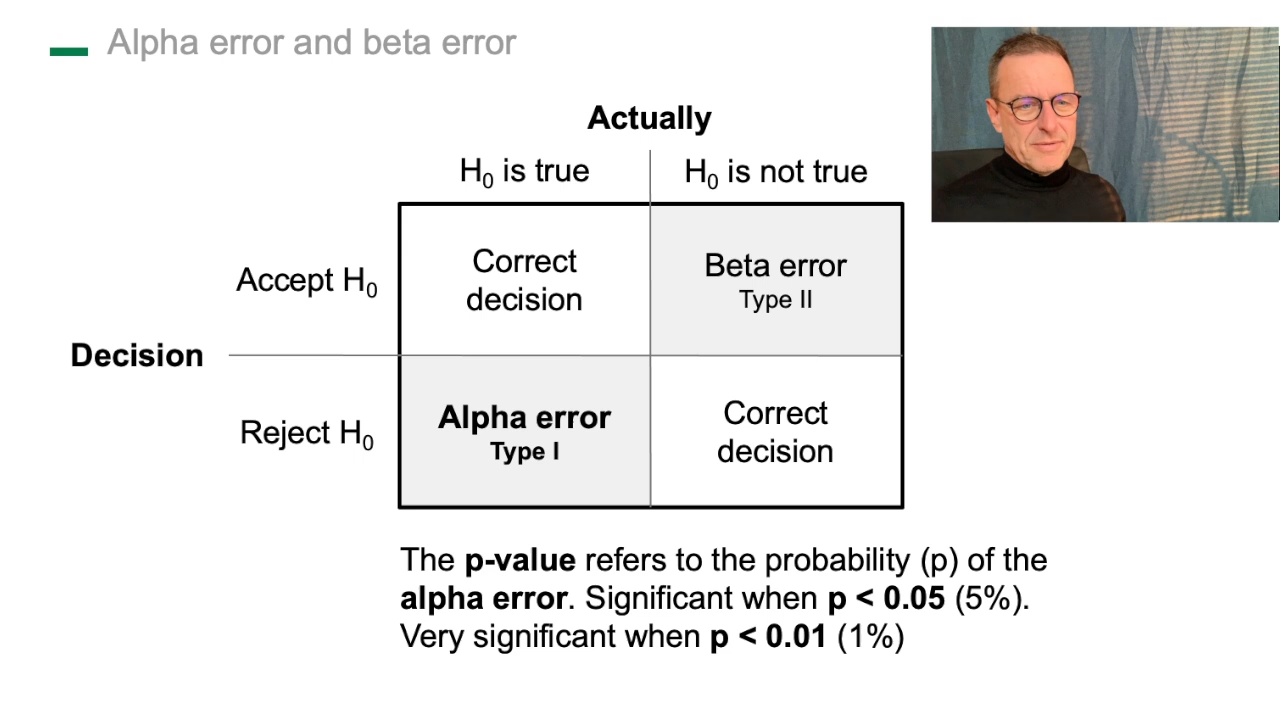 Alpha error and beta error
Actually
H₀ is true
H₀ is not true
Accept H₀
Correct
decision
Beta error
Type II
Decision
Reject H₀
Alpha error
Type I
Correct
decision
The p-value refers to the probability (p) of the
alpha error. Significant when p < 0.05 (5%).
Very significant when p < 0.01 (1%)